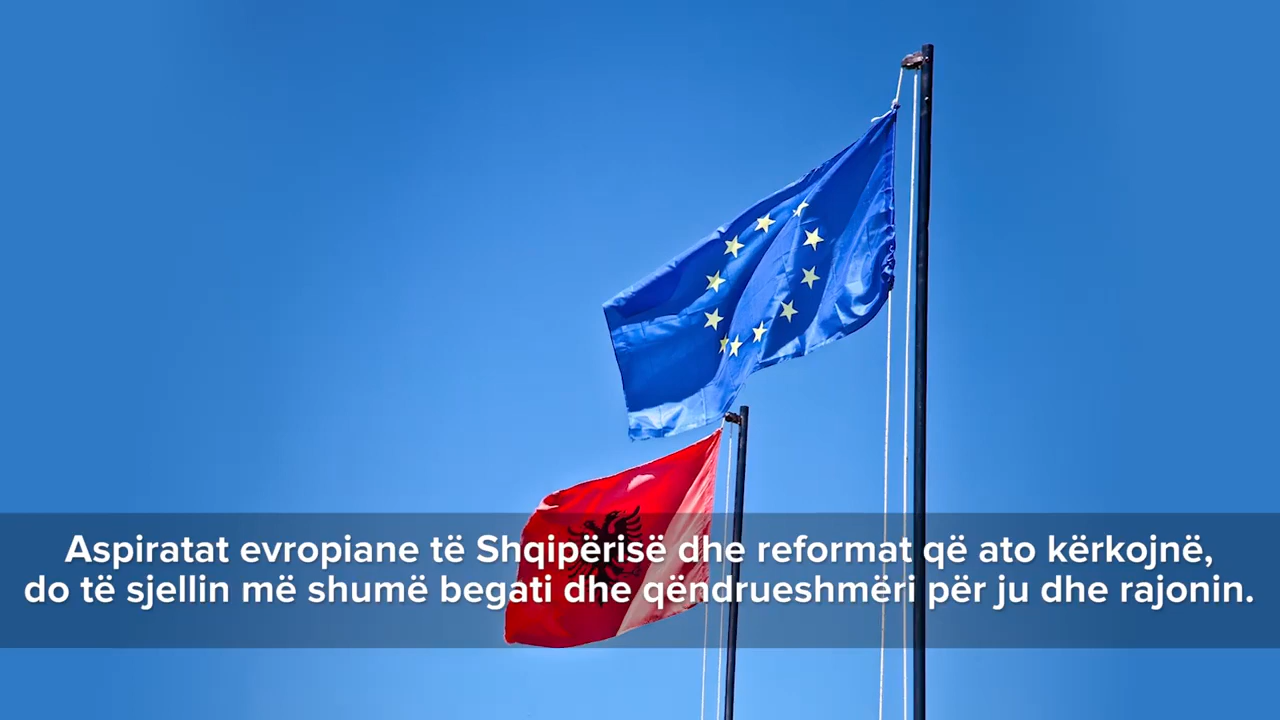 Aspiratat evropiane të Shqipërisë dhe reformat që ato kërkojnë,
do të sjellin më shumë begati dhe qëndrueshmëri për ju dhe rajonin.